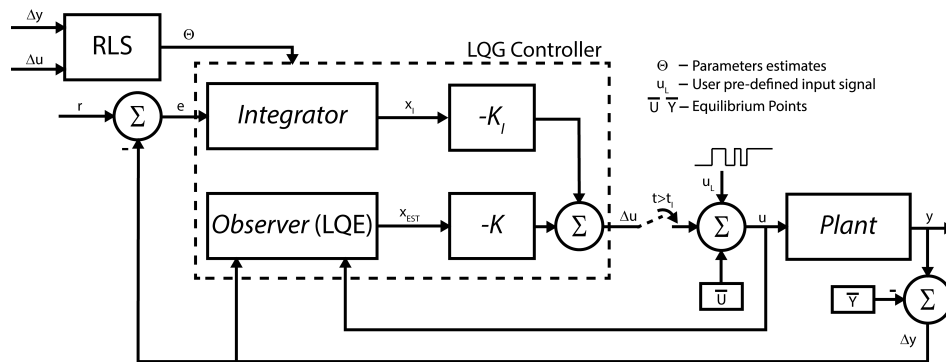 Δy
RLS
Θ
Δu
LQG Controller
Θ – Parameters estimates
u_L – User pre-defined input signal
U̅ Y̅ – Equilibrium Points
r
Σ
e
-
Integrator
x_I
-K_I
Observer (LQE)
x_EST
-K
Σ
Δu
t>t_I
u_L
Σ
u
Plant
y
U̅
Y̅
-
Σ
Δy